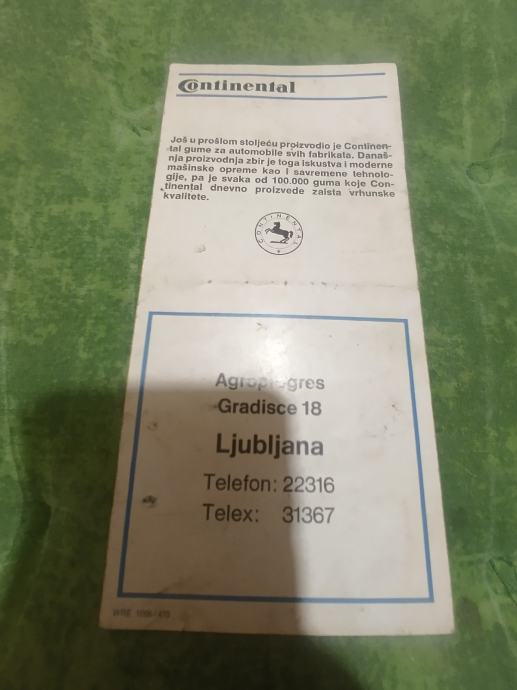 Continental
Još u prošlom stoljeću proizvodio je Continen-
tal gume za automobile svih fabrikata. Današ-
nja proizvodnja zbir je toga iskustva i moderne
mašinske opreme kao i savremene tehnolo-
gije, pa je svaka od 100.000 guma koje Con-
tinental dnevno proizvede zaista vrhunske
kvalitete.
CONTINENTAL
Agroprogres
Gradisce 18
Ljubljana
Telefon: 22316
Telex: 31367